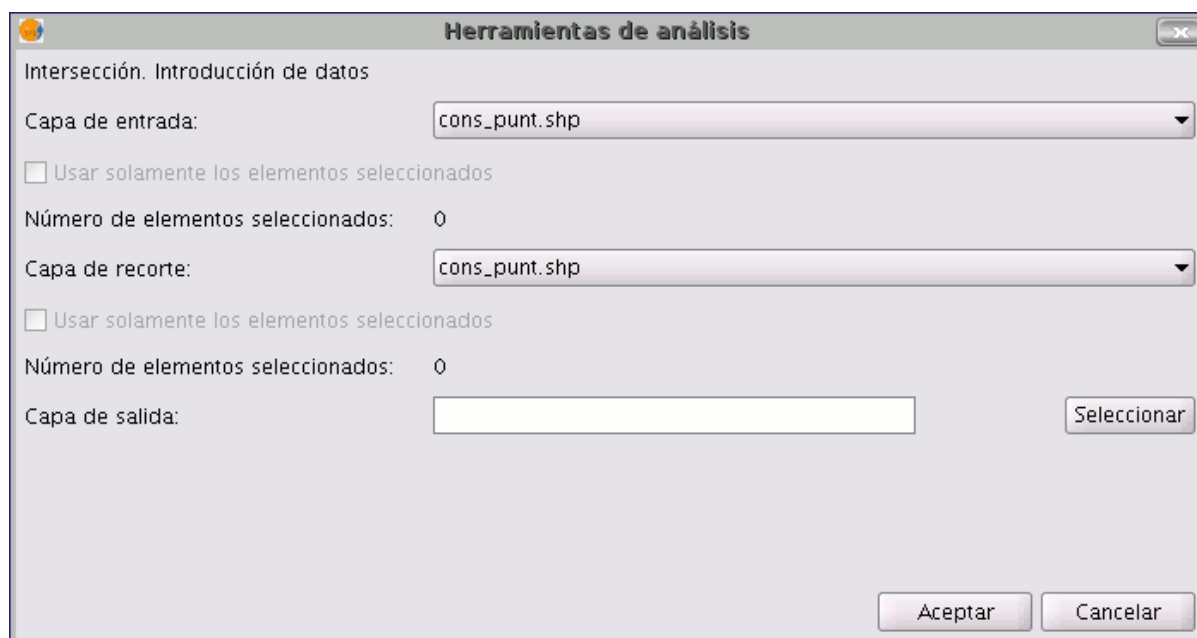 Herramientas de análisis
Intersección. Introducción de datos
Capa de entrada: cons_punt.shp
Usar solamente los elementos seleccionados
Número de elementos seleccionados: 0
Capa de recorte: cons_punt.shp
Usar solamente los elementos seleccionados
Número de elementos seleccionados: 0
Capa de salida: Seleccionar
Aceptar Cancelar